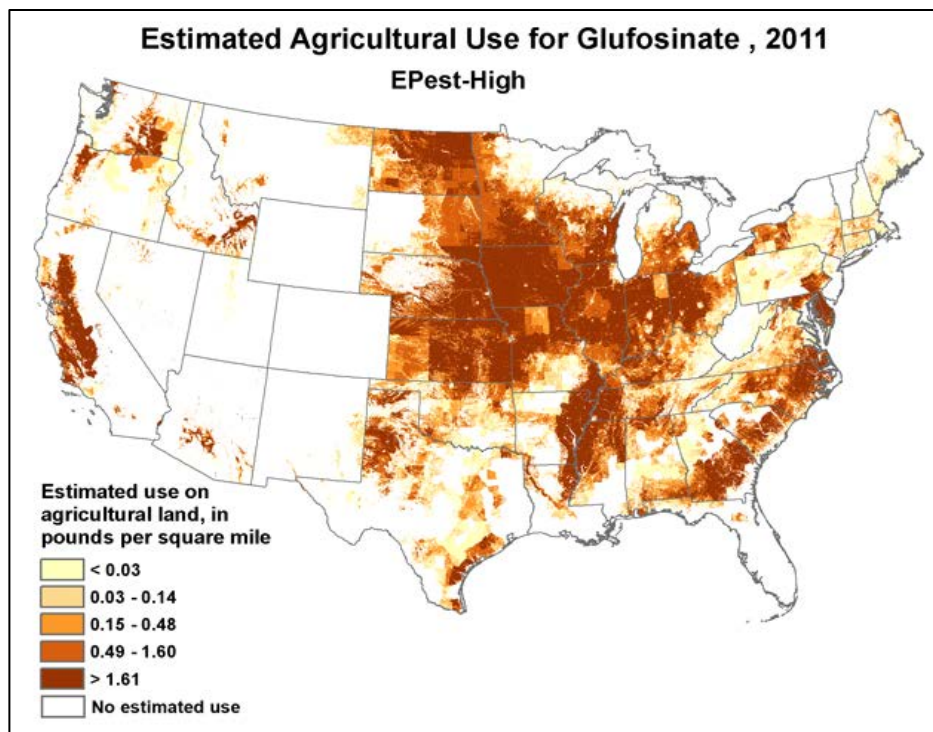 Estimated Agricultural Use for Glufosinate , 2011
EPest-High
Estimated use on
agricultural land, in
pounds per square mile
< 0.03
0.03 - 0.14
0.15 - 0.48
0.49 - 1.60
> 1.61
No estimated use